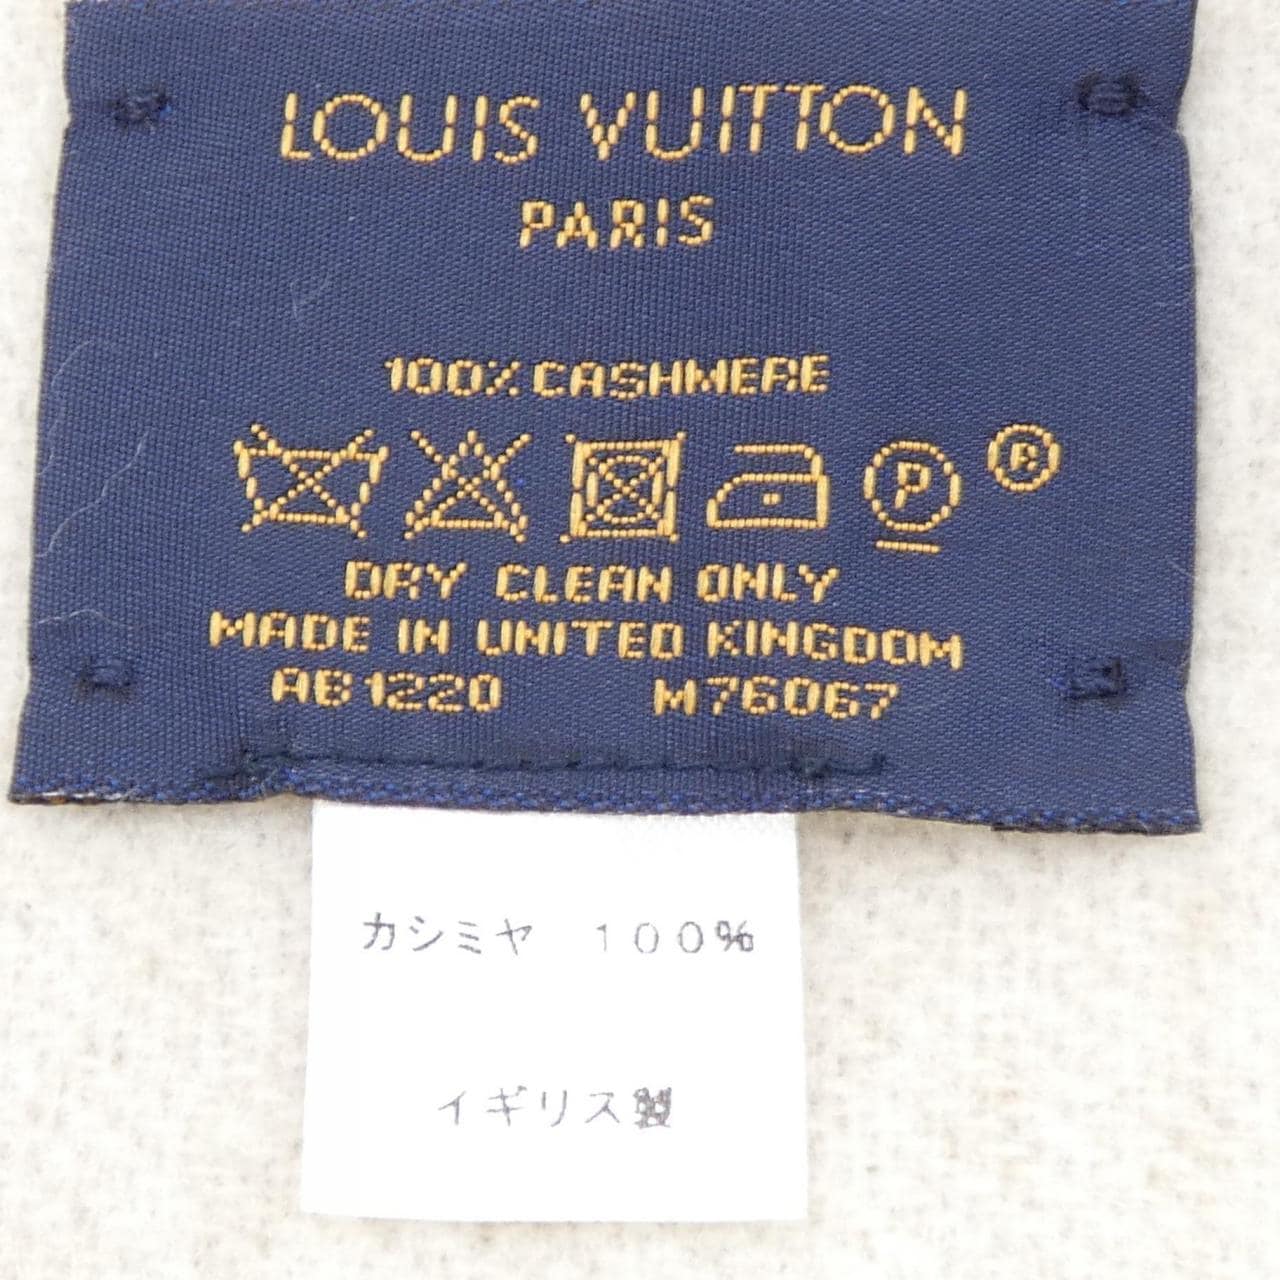 LOUIS VUITTON
PARIS
100% CASHMERE
P ®
DRY CLEAN ONLY
MADE IN UNITED KINGDOM
AB1220 M76067
カシミヤ 100%
イギリス製